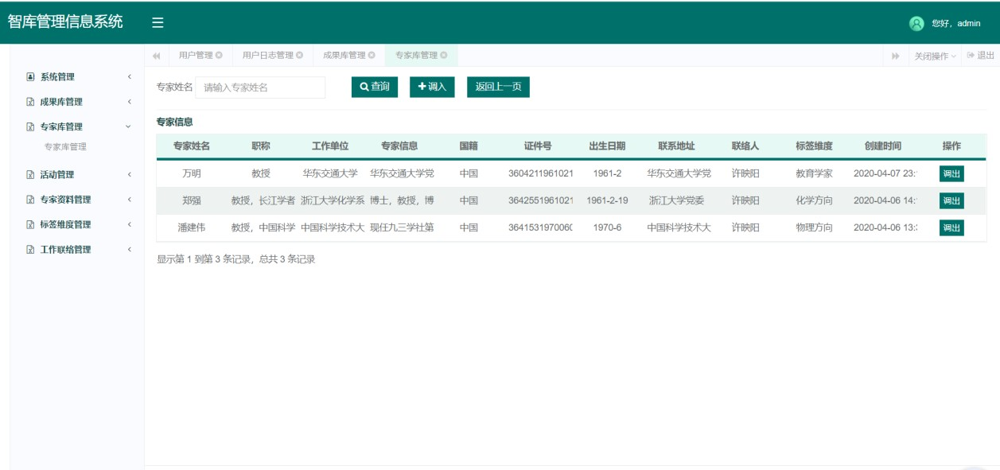 智库管理信息系统
您好，admin
用户管理 用户日志管理 成果库管理 专家库管理 关闭操作 退出
系统管理
成果库管理
专家库管理
专家库管理
活动管理
专家资料管理
标签维度管理
工作联络管理
专家姓名 请输入专家姓名 查询 调入 返回上一页
专家信息
专家姓名 职称 工作单位 专家信息 国籍 证件号 出生日期 联系地址 联络人 标签维度 创建时间 操作
万明 教授 华东交通大学 华东交通大学党 中国 3604211961021 1961-2 华东交通大学党 许映阳 教育学家 2020-04-07 23: 调出
郑强 教授，长江学者 浙江大学化学系 博士，教授，博 中国 3642551961021 1961-2-19 浙江大学党委 许映阳 化学方向 2020-04-06 14: 调出
潘建伟 教授，中国科学 中国科学技术大 现任九三学社第 中国 364153197006 1970-6 中国科学技术大 许映阳 物理方向 2020-04-06 13: 调出
显示第 1 到第 3 条记录，总共 3 条记录